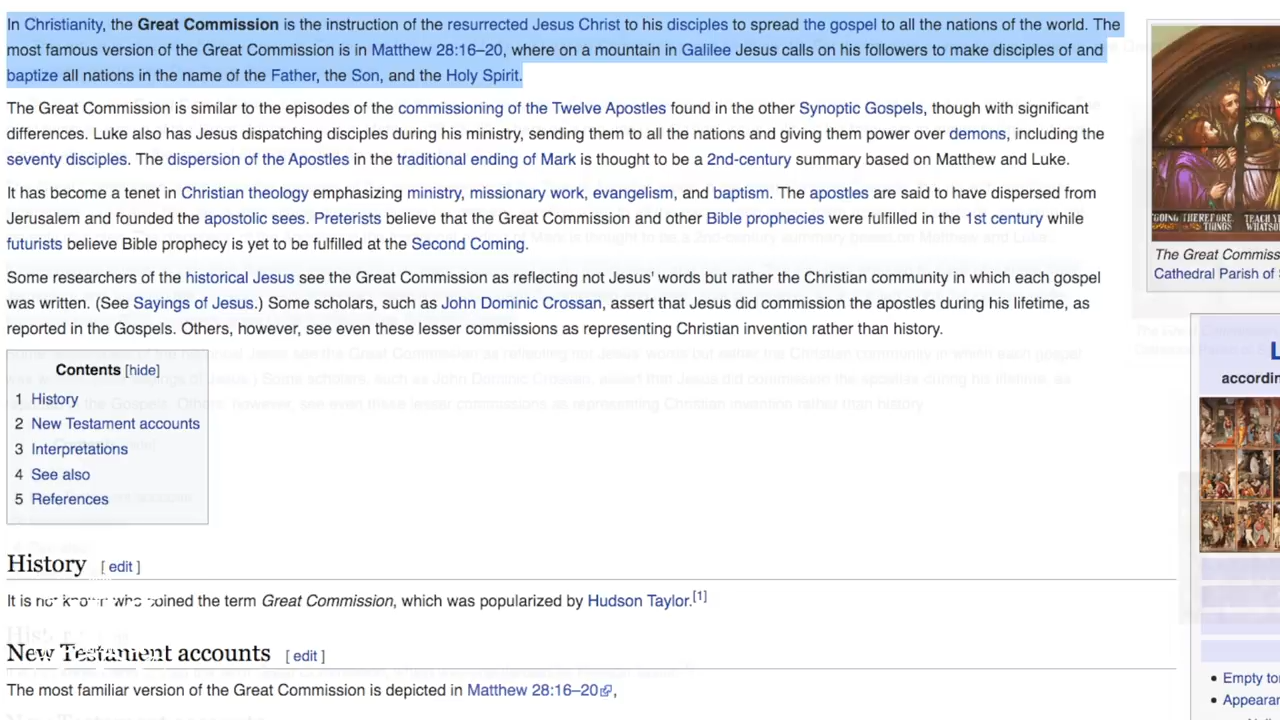 In Christianity, the Great Commission is the instruction of the resurrected Jesus Christ to his disciples to spread the gospel to all the nations of the world. The
most famous version of the Great Commission is in Matthew 28:16–20, where on a mountain in Galilee Jesus calls on his followers to make disciples of and
baptize all nations in the name of the Father, the Son, and the Holy Spirit.
The Great Commission is similar to the episodes of the commissioning of the Twelve Apostles found in the other Synoptic Gospels, though with significant
differences. Luke also has Jesus dispatching disciples during his ministry, sending them to all the nations and giving them power over demons, including the
seventy disciples. The dispersion of the Apostles in the traditional ending of Mark is thought to be a 2nd-century summary based on Matthew and Luke.
It has become a tenet in Christian theology emphasizing ministry, missionary work, evangelism, and baptism. The apostles are said to have dispersed from
Jerusalem and founded the apostolic sees. Preterists believe that the Great Commission and other Bible prophecies were fulfilled in the 1st century while
futurists believe Bible prophecy is yet to be fulfilled at the Second Coming.
Some researchers of the historical Jesus see the Great Commission as reflecting not Jesus' words but rather the Christian community in which each gospel
was written. (See Sayings of Jesus.) Some scholars, such as John Dominic Crossan, assert that Jesus did commission the apostles during his lifetime, as
reported in the Gospels. Others, however, see even these lesser commissions as representing Christian invention rather than history.
Contents [hide]
1 History
2 New Testament accounts
3 Interpretations
4 See also
5 References
History [ edit ]
It is not known who coined the term Great Commission, which was popularized by Hudson Taylor.[1]
New Testament accounts [ edit ]
The most familiar version of the Great Commission is depicted in Matthew 28:16–20,
GOING THEREFORE, TEACH
THINGS WHATSO
The Great Commiss
Cathedral Parish of
L
accordin
Empty to
Appearar